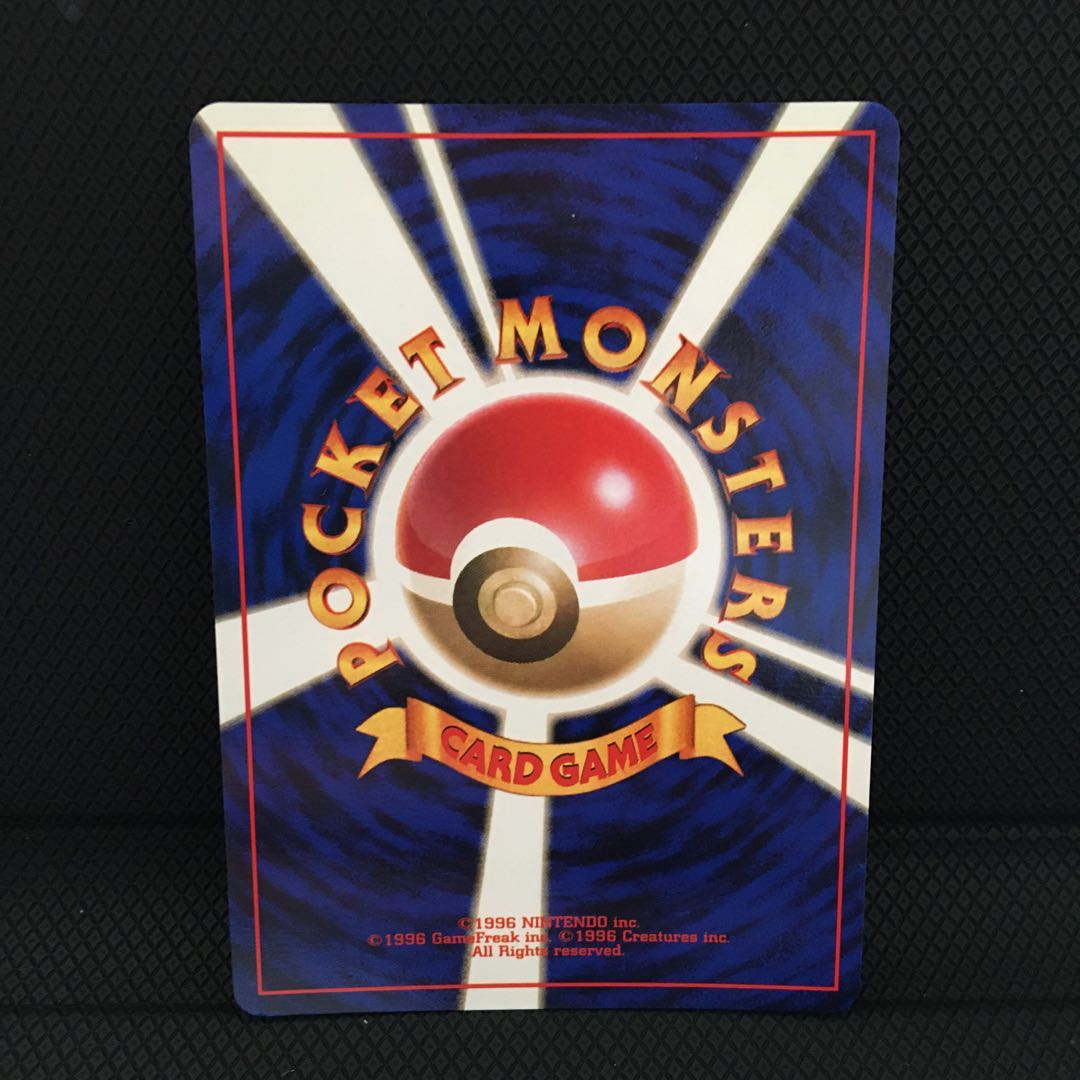 POCKET MONSTERS
CARD GAME
©1996 NINTENDO inc.
©1996 GameFreak inc. ©1996 Creatures inc.
All Rights reserved.